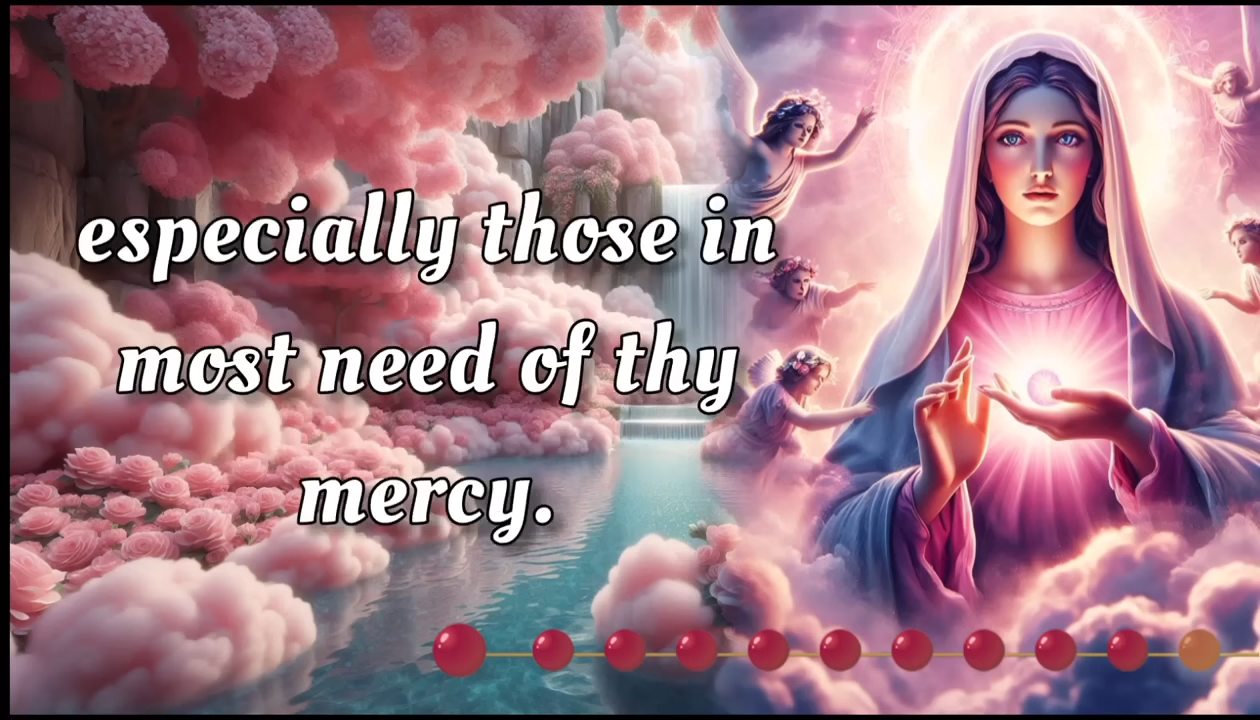 especially those in
most need of thy
mercy.